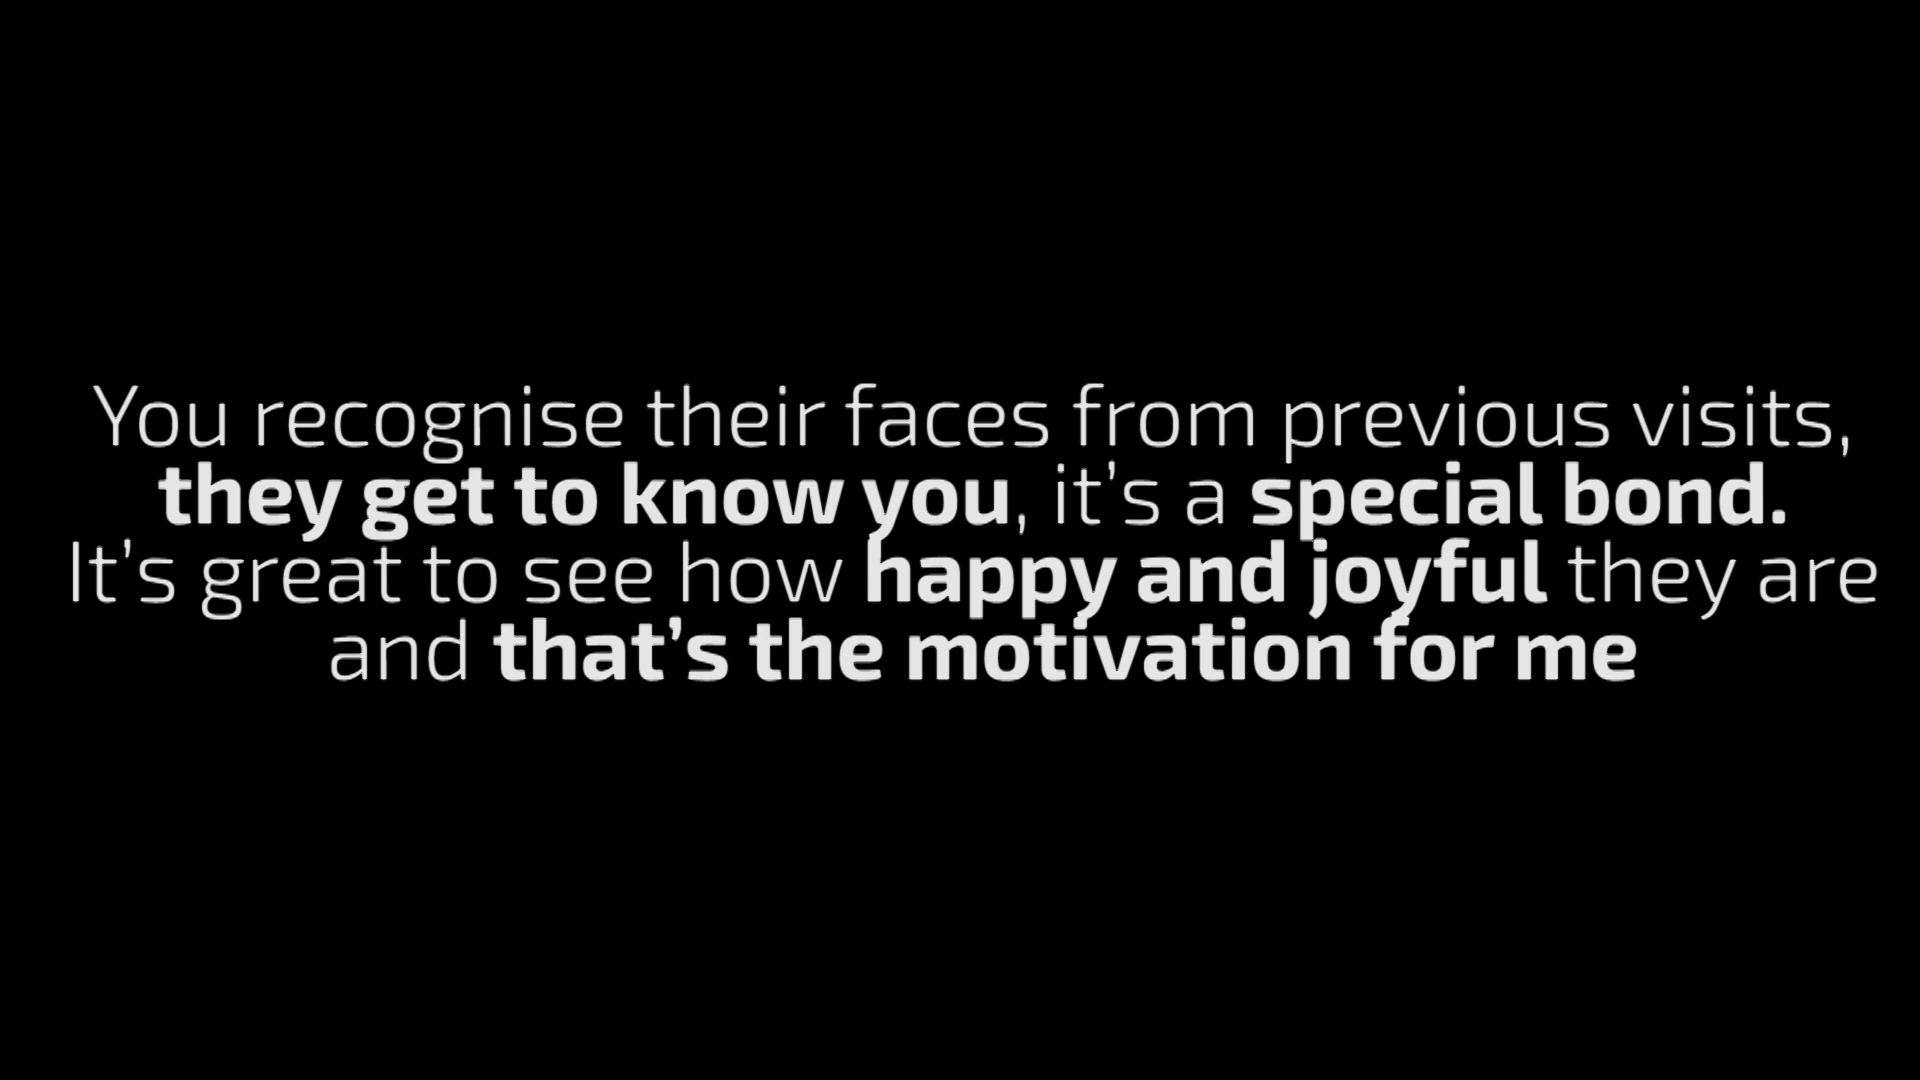 You recognise their faces from previous visits,
they get to know you, it’s a special bond.
It’s great to see how happy and joyful they are
and that’s the motivation for me